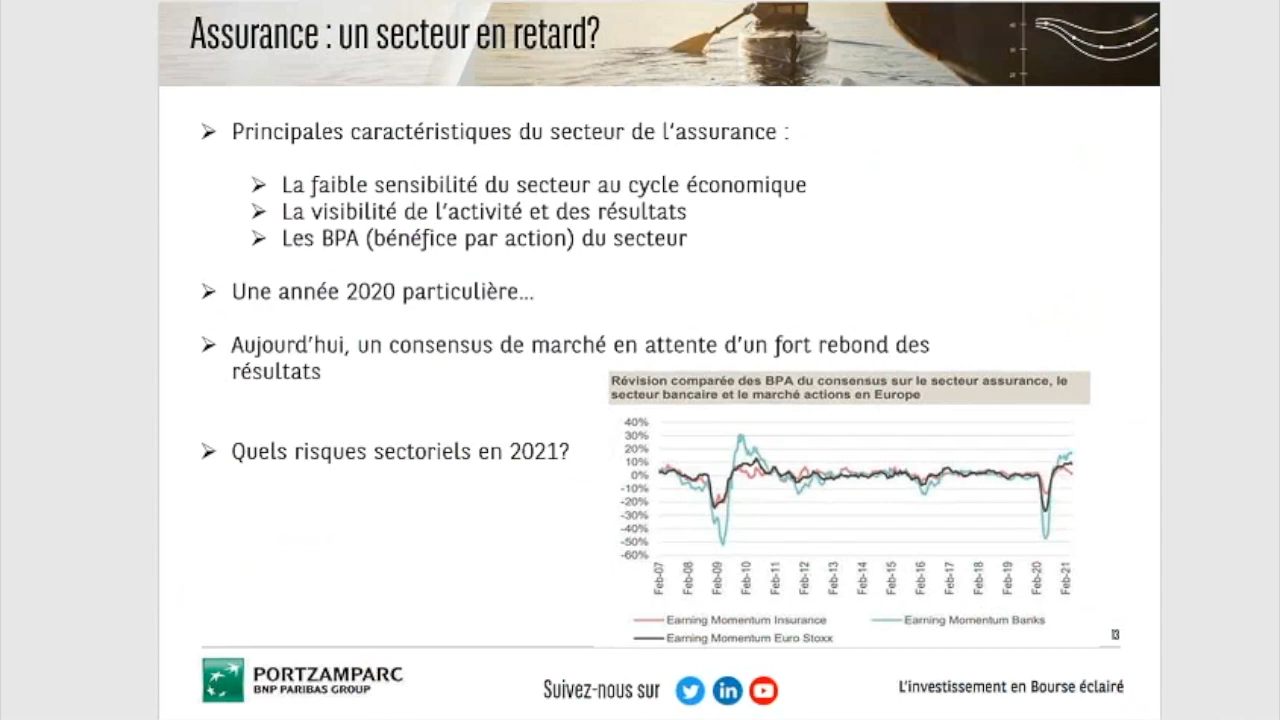 Assurance : un secteur en retard?
➢ Principales caractéristiques du secteur de l'assurance :
➢ La faible sensibilité du secteur au cycle économique
➢ La visibilité de l'activité et des résultats
➢ Les BPA (bénéfice par action) du secteur
➢ Une année 2020 particulière...
➢ Aujourd'hui, un consensus de marché en attente d'un fort rebond des
résultats
➢ Quels risques sectoriels en 2021?
Révision comparée des BPA du consensus sur le secteur assurance, le
secteur bancaire et le marché actions en Europe
40%
30%
20%
10%
0%
-10%
-20%
-30%
-40%
-50%
-60%
Feb-07 Feb-08 Feb-09 Feb-10 Feb-11 Feb-12 Feb-13 Feb-14 Feb-15 Feb-16 Feb-17 Feb-18 Feb-19 Feb-20 Feb-21
Earning Momentum Insurance Earning Momentum Banks
Earning Momentum Euro Stoxx
13
PORTZAMPARC
BNP PARIBAS GROUP
Suivez-nous sur
L'investissement en Bourse éclairé